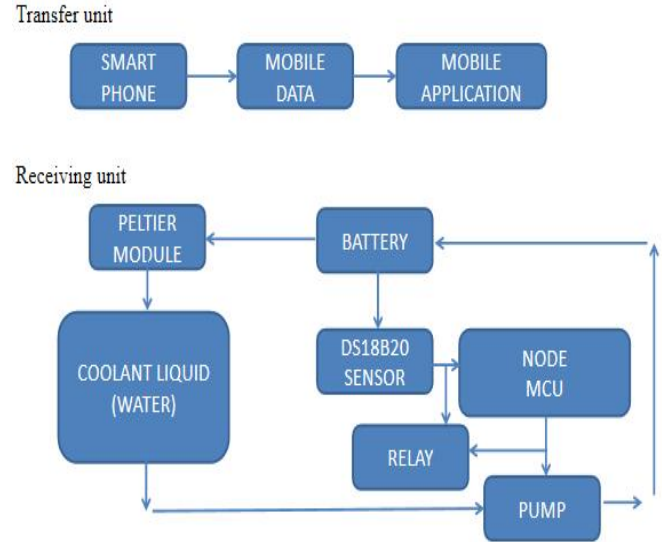 Transfer unit
SMART
PHONE
MOBILE
DATA
MOBILE
APPLICATION
Receiving unit
PELTIER
MODULE
BATTERY
COOLANT LIQUID
(WATER)
DS18B20
SENSOR
NODE
MCU
RELAY
PUMP